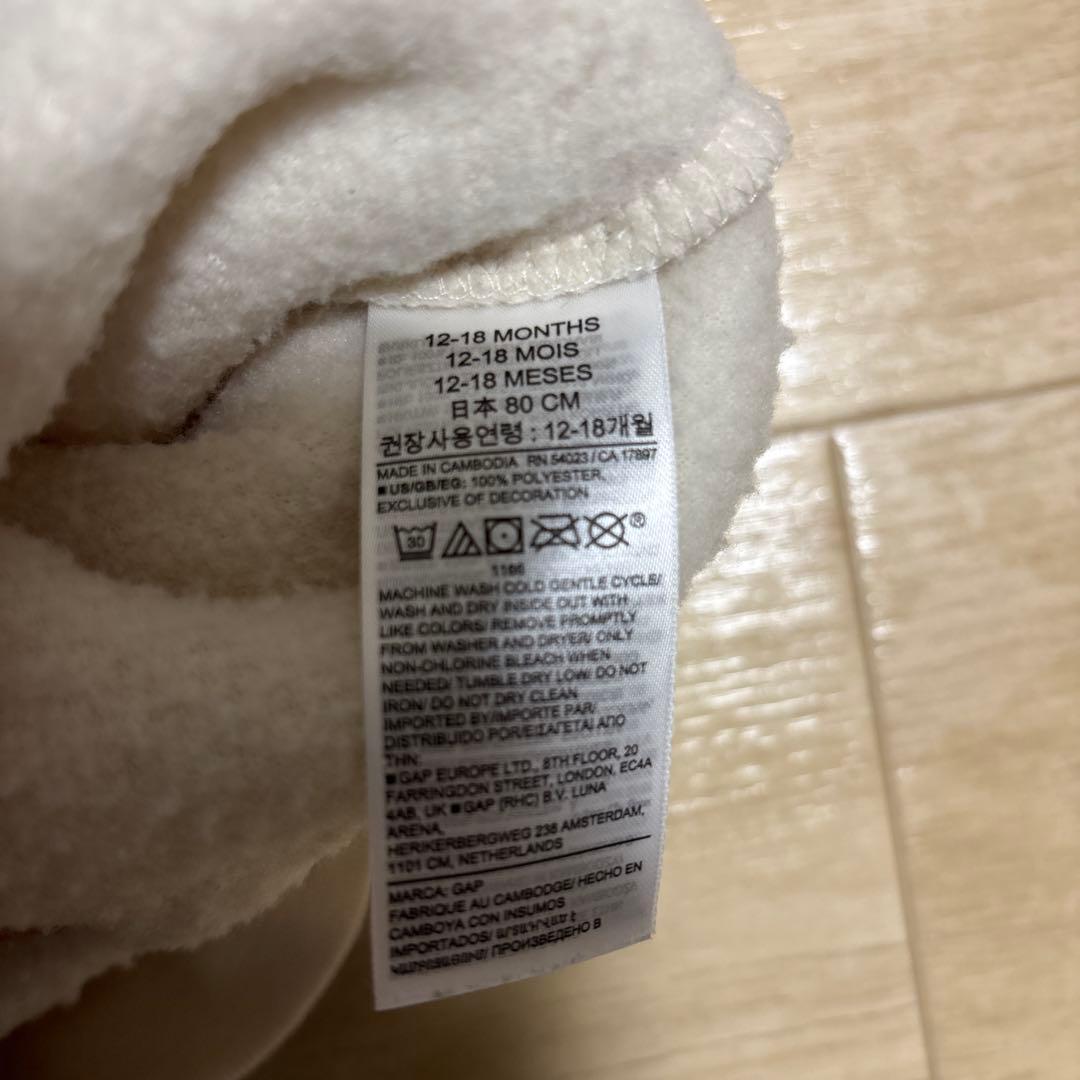 12-18 MONTHS
12-18 MOIS
12-18 MESES
日本 80 CM
권장사용연령 : 12-18개월
MADE IN CAMBODIA RN 54023 / CA 17897
■US/GB/EG: 100% POLYESTER,
EXCLUSIVE OF DECORATION
30 ®
1166
MACHINE WASH COLD GENTLE CYCLE/
WASH AND DRY INSIDE OUT WITH
LIKE COLORS/ REMOVE PROMPTLY
FROM WASHER AND DRYER/ ONLY
NON-CHLORINE BLEACH WHEN
NEEDED/ TUMBLE DRY LOW/ DO NOT
IRON/ DO NOT DRY CLEAN
IMPORTED BY/IMPORTE PAR/
DISTRIBUIDO POR/ΕΙΣΑΓΕΤΑΙ ΑΠΟ
ΤΗΝ:
■GAP EUROPE LTD., 8TH FLOOR, 20
FARRINGDON STREET, LONDON, EC4A
4AB, UK ■GAP (RHC) B.V. LUNA
ARENA,
HERIKERBERGWEG 238 AMSTERDAM,
1101 CM, NETHERLANDS
MARCA: GAP
FABRIQUE AU CAMBODGE/ HECHO EN
CAMBOYA CON INSUMOS
IMPORTADOS/
ПРОИЗВЕДЕНО В